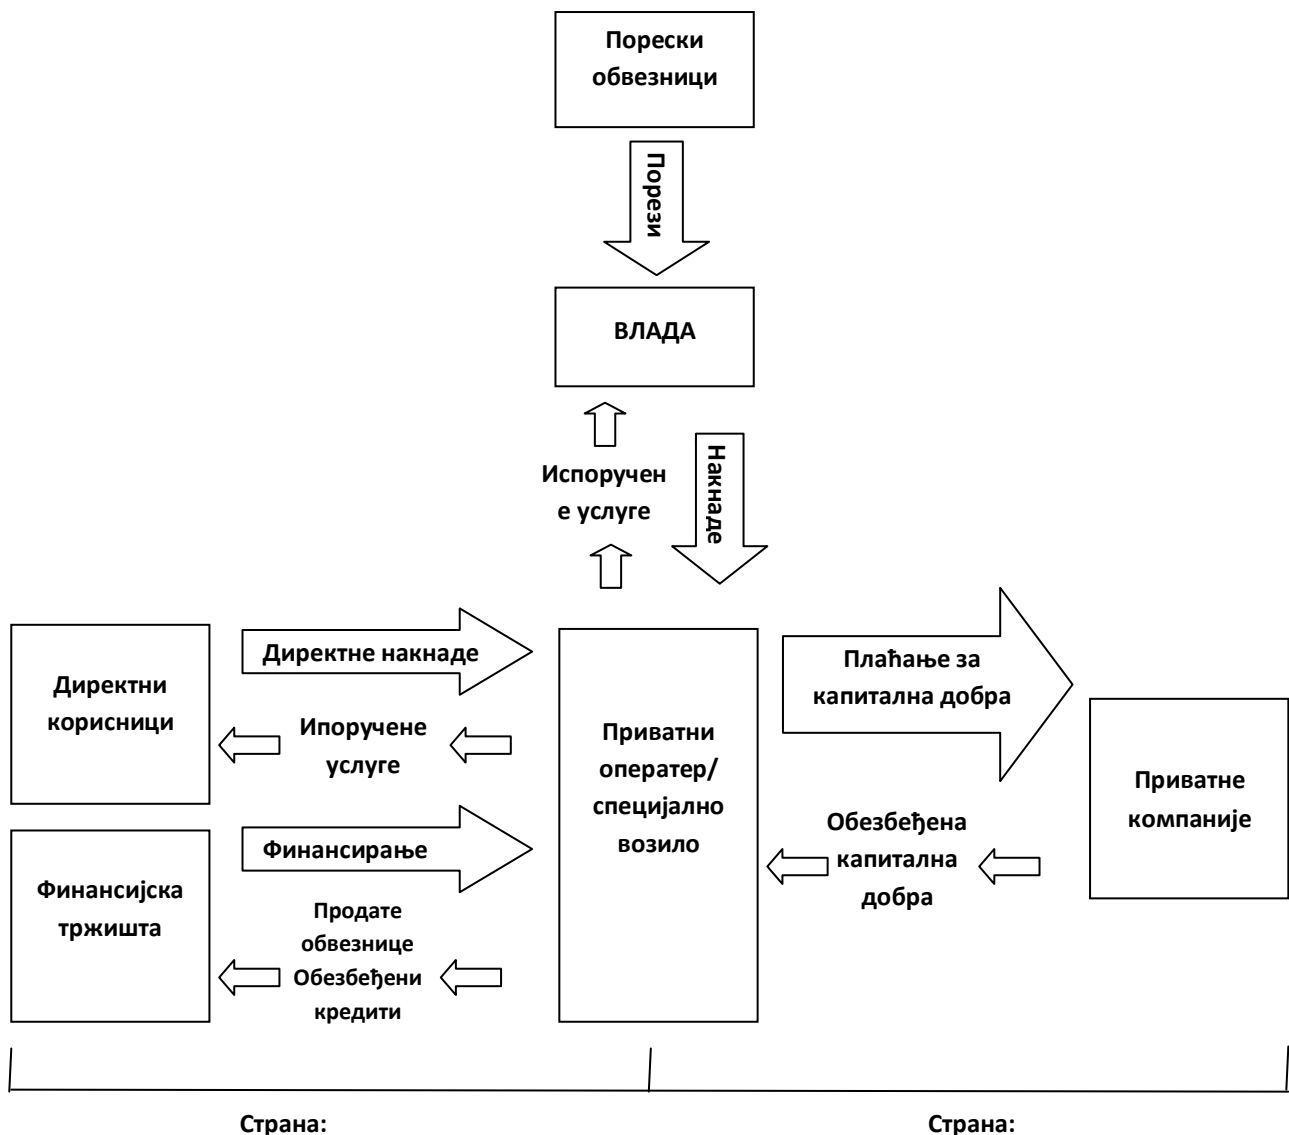 Порески
обвезници
Порези
ВЛАДА
Испоручен
е услуге
Накнаде
Директни
корисници
Директне накнаде
Ипоручене
услуге
Финансијска
тржишта
Финансирање
Продате
обвезнице
Обезбеђени
кредити
Приватни
оператер/
специјално
возило
Плаћање за
капитална добра
Обезбеђена
капитална
добра
Приватне
компаније
Страна:
Страна: